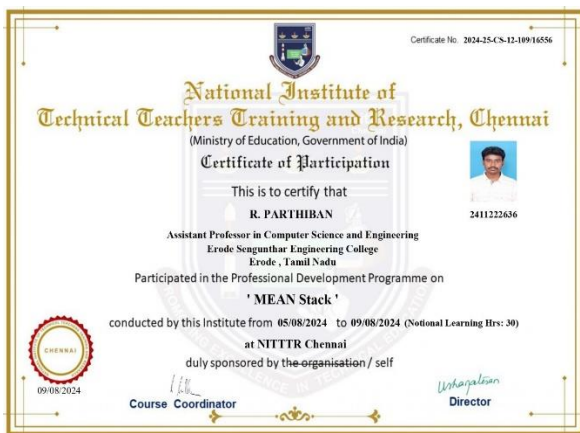 Certificate No. 2024-25-CS-12-109/16556
National Institute of
Technical Teachers Training and Research, Chennai
(Ministry of Education, Government of India)
Certificate of Participation
This is to certify that
R. PARTHIBAN
2411222636
Assistant Professor in Computer Science and Engineering
Erode Sengunthar Engineering College
Erode , Tamil Nadu
Participated in the Professional Development Programme on
' MEAN Stack '
conducted by this Institute from 05/08/2024 to 09/08/2024 (Notional Learning Hrs: 30)
at NITTTR Chennai
duly sponsored by the organisation / self
CHENNAI
09/08/2024
Course Coordinator
Director